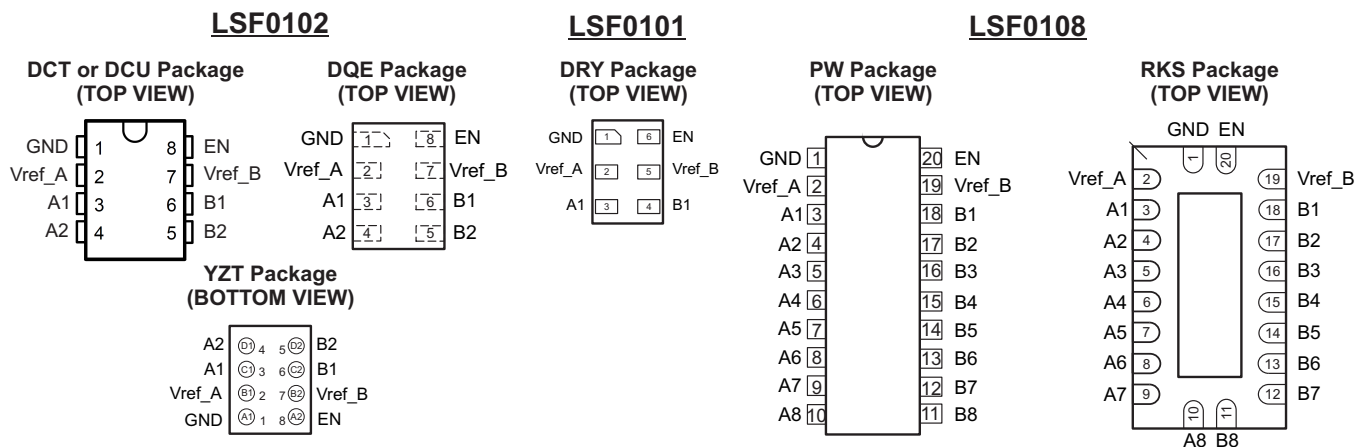 LSF0102
LSF0101
LSF0108
DCT or DCU Package
(TOP VIEW)
GND 1 8 EN
Vref_A 2 7 Vref_B
A1 3 6 B1
A2 4 5 B2
DQE Package
(TOP VIEW)
GND 1 8 EN
Vref_A 2 7 Vref_B
A1 3 6 B1
A2 4 5 B2
YZT Package
(BOTTOM VIEW)
A2 D1 4 5 D2 B2
A1 C1 3 6 C2 B1
Vref_A B1 2 7 B2 Vref_B
GND A1 1 8 A2 EN
DRY Package
(TOP VIEW)
GND 1 6 EN
Vref_A 2 5 Vref_B
A1 3 4 B1
PW Package
(TOP VIEW)
GND 1 20 EN
Vref_A 2 19 Vref_B
A1 3 18 B1
A2 4 17 B2
A3 5 16 B3
A4 6 15 B4
A5 7 14 B5
A6 8 13 B6
A7 9 12 B7
A8 10 11 B8
RKS Package
(TOP VIEW)
GND EN
1 20
Vref_A 2 19 Vref_B
A1 3 18 B1
A2 4 17 B2
A3 5 16 B3
A4 6 15 B4
A5 7 14 B5
A6 8 13 B6
A7 9 12 B7
10 11
A8 B8